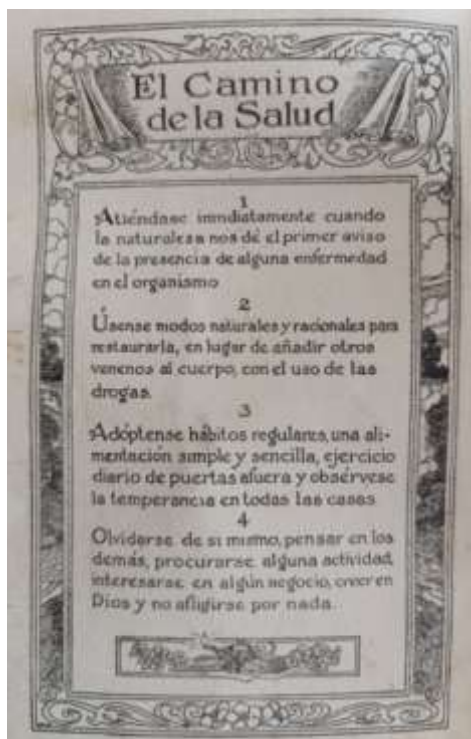 El Camino
de la Salud
1
Atiéndase inmdiatamente cuando
la naturaleza nos dé el primer aviso
de la presencia de alguna enfermedad
en el organismo
2
Úsense modos naturales y racionales para
restaurarla, en lugar de añadir otros
venenos al cuerpo, con el uso de las
drogas.
3
Adóptense hábitos regulares, una ali-
mentación simple y sencilla, ejercicio
diario de puertas afuera y obsérvese
la temperancia en todas las cosas
4
Olvidarse de si mismo, pensar en los
demás, procurarse alguna actividad,
interesarse en algún negocio, creer en
Dios y no afligirse por nada.